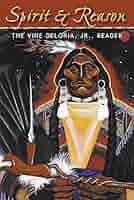 Spirit & Reason
THE VINE DELORIA, JR., READER